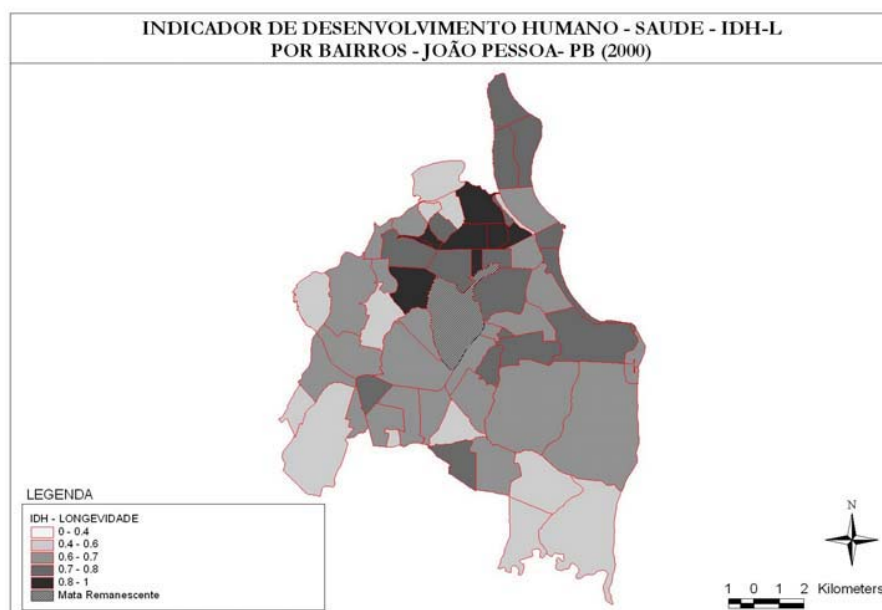 INDICADOR DE DESENVOLVIMENTO HUMANO - SAUDE - IDH-L
POR BAIRROS - JOÃO PESSOA- PB (2000)
LEGENDA
IDH - LONGEVIDADE
0 - 0.4
0.4 - 0.6
0.6 - 0.7
0.7 - 0.8
0.8 - 1
Mata Remanescente
N
1 0 1 2 Kilometers